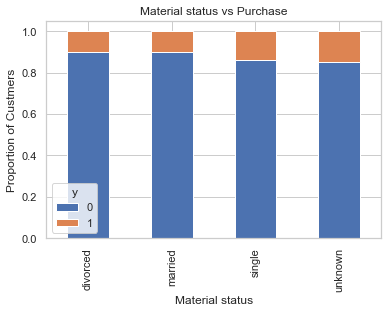 Material status vs Purchase
Proportion of Custmers
1.0
0.8
0.6
0.4
0.2
0.0
y
0
1
divorced
married
single
unknown
Material status